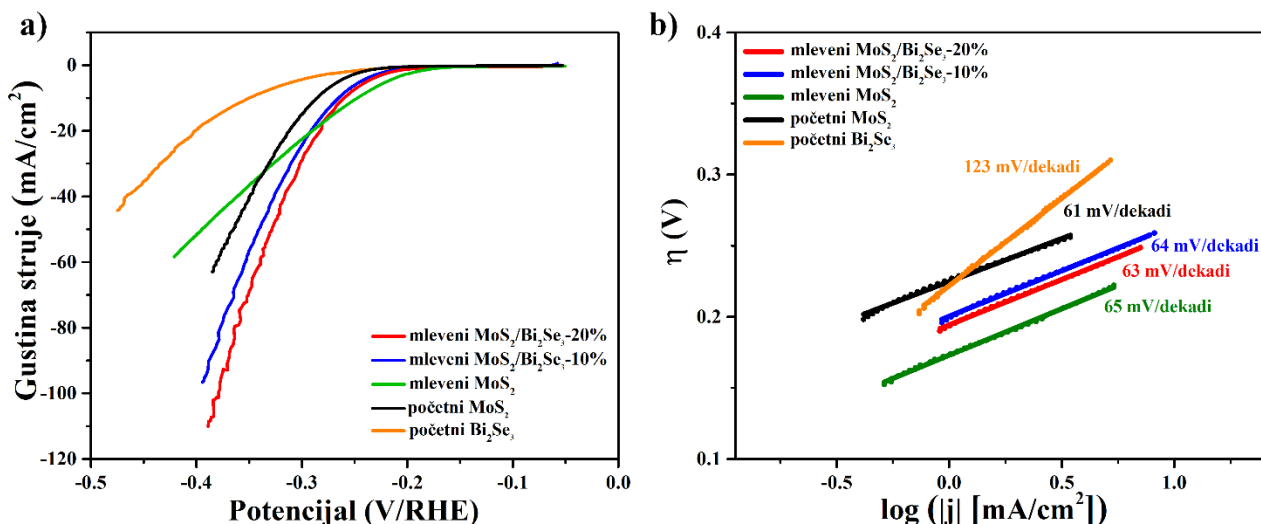 a)
Gustina struje (mA/cm²)
0
-20
-40
-60
-80
-100
-120
mleveni MoS₂/Bi₂Se₃-20%
mleveni MoS₂/Bi₂Se₃-10%
mleveni MoS₂
početni MoS₂
početni Bi₂Se₃
-0.5
-0.4
-0.3
-0.2
-0.1
0.0
Potencijal (V/RHE)
b)
η (V)
0.4
0.3
0.2
0.1
mleveni MoS₂/Bi₂Se₃-20%
mleveni MoS₂/Bi₂Se₃-10%
mleveni MoS₂
početni MoS₂
početni Bi₂Se₃
123 mV/dekadi
61 mV/dekadi
64 mV/dekadi
63 mV/dekadi
65 mV/dekadi
-0.5
0.0
0.5
1.0
log (|j| [mA/cm²)